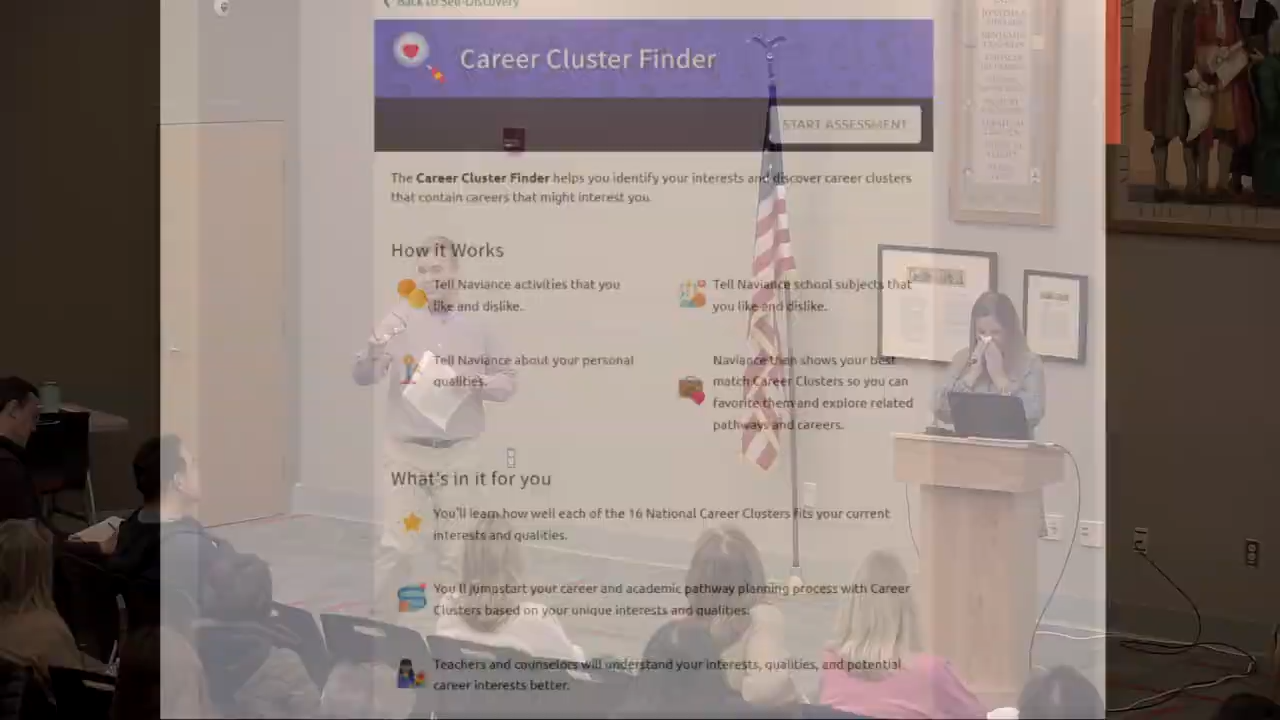 Back to Self-Discovery
Career Cluster Finder
START ASSESSMENT
The Career Cluster Finder helps you identify your interests and discover career clusters
that contain careers that might interest you.
How it Works
Tell Naviance activities that you
like and dislike.
Tell Naviance school subjects that
you like and dislike.
Tell Naviance about your personal
qualities.
Naviance then shows your best
match Career Clusters so you can
favorite them and explore related
pathways and careers.
What's in it for you
You'll learn how well each of the 16 National Career Clusters fits your current
interests and qualities.
You'll jumpstart your career and academic pathway planning process with Career
Clusters based on your unique interests and qualities.
Teachers and counselors will understand your interests, qualities, and potential
career interests better.